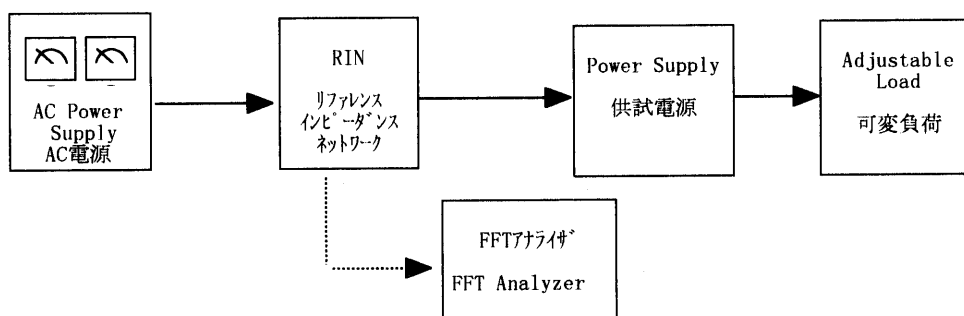 AC Power
Supply
AC電源
RIN
リファレンス
インピーダンス
ネットワーク
Power Supply
供試電源
Adjustable
Load
可変負荷
FFTアナライザ
FFT Analyzer